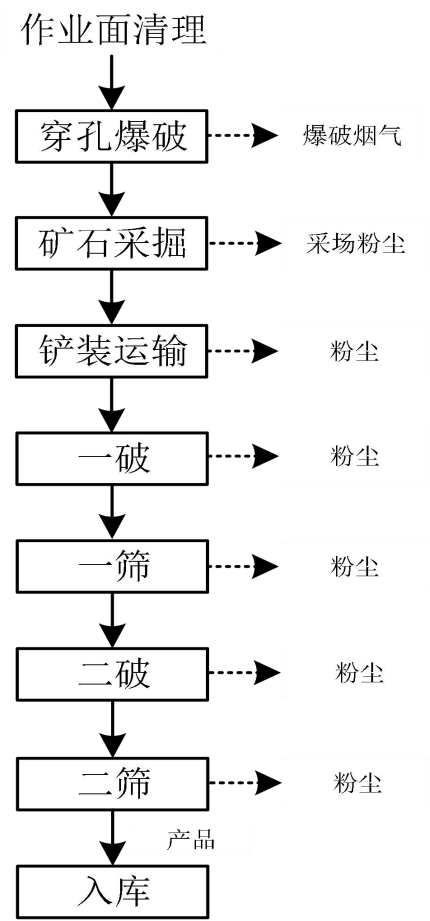 作业面清理
穿孔爆破
爆破烟气
矿石采掘
采场粉尘
铲装运输
粉尘
一破
粉尘
一筛
粉尘
二破
粉尘
二筛
粉尘
产品
入库